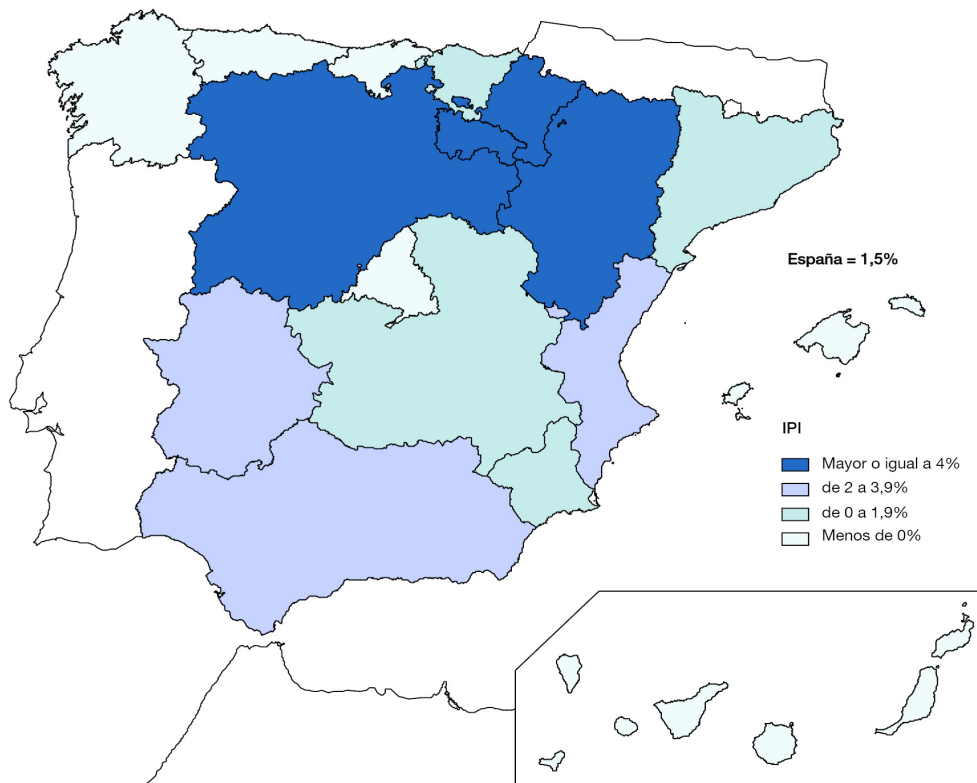 España = 1,5%
IPI
Mayor o igual a 4%
de 2 a 3,9%
de 0 a 1,9%
Menos de 0%